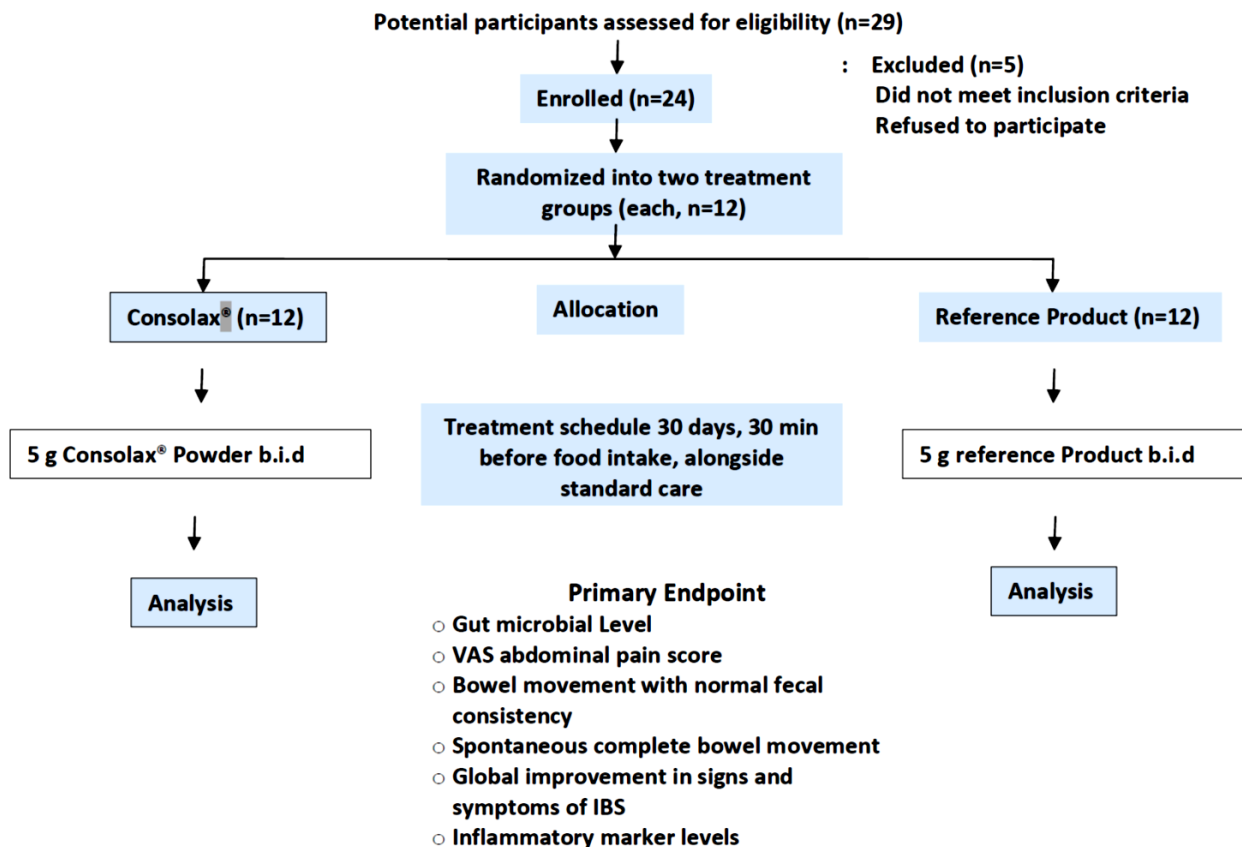 Potential participants assessed for eligibility (n=29)
: Excluded (n=5)
Did not meet inclusion criteria
Refused to participate
Enrolled (n=24)
Randomized into two treatment
groups (each, n=12)
Consolax® (n=12)
Allocation
Reference Product (n=12)
5 g Consolax® Powder b.i.d
Treatment schedule 30 days, 30 min
before food intake, alongside
standard care
5 g reference Product b.i.d
Analysis
Analysis
Primary Endpoint
○ Gut microbial Level
○ VAS abdominal pain score
○ Bowel movement with normal fecal
consistency
○ Spontaneous complete bowel movement
○ Global improvement in signs and
symptoms of IBS
○ Inflammatory marker levels